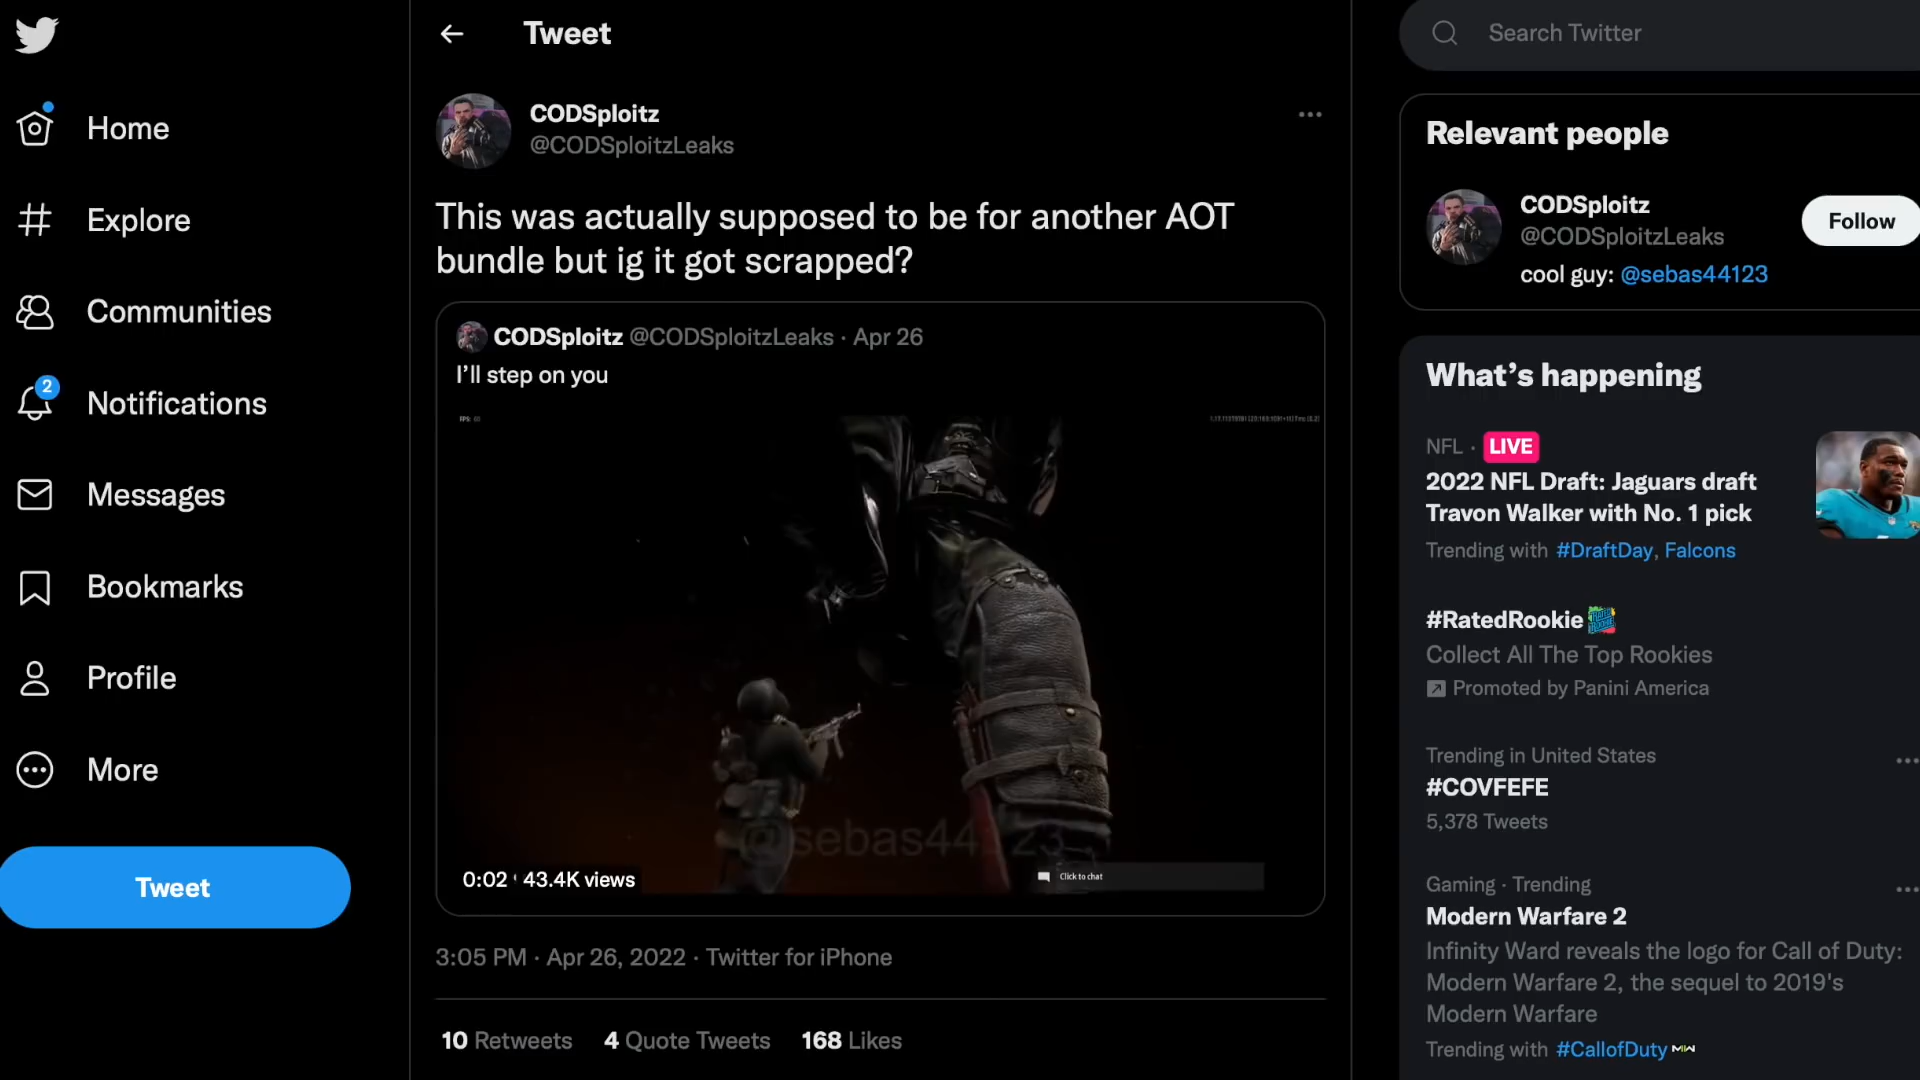 Home
Explore
Communities
2
Notifications
Messages
Bookmarks
Profile
More
Tweet
Tweet
CODSploitz
@CODSploitzLeaks
This was actually supposed to be for another AOT
bundle but ig it got scrapped?
CODSploitz @CODSploitzLeaks · Apr 26
I'll step on you
@sebas44123
0:02 43.4K views
Click to chat
3:05 PM · Apr 26, 2022 · Twitter for iPhone
10 Retweets 4 Quote Tweets 168 Likes
Search Twitter
Relevant people
CODSploitz
@CODSploitzLeaks
Follow
cool guy: @sebas44123
What's happening
NFL · LIVE
2022 NFL Draft: Jaguars draft
Travon Walker with No. 1 pick
Trending with #DraftDay, Falcons
#RatedRookie
Collect All The Top Rookies
Promoted by Panini America
Trending in United States
#COVFEFE
5,378 Tweets
Gaming · Trending
Modern Warfare 2
Infinity Ward reveals the logo for Call of Duty:
Modern Warfare 2, the sequel to 2019's
Modern Warfare
Trending with #CallofDuty